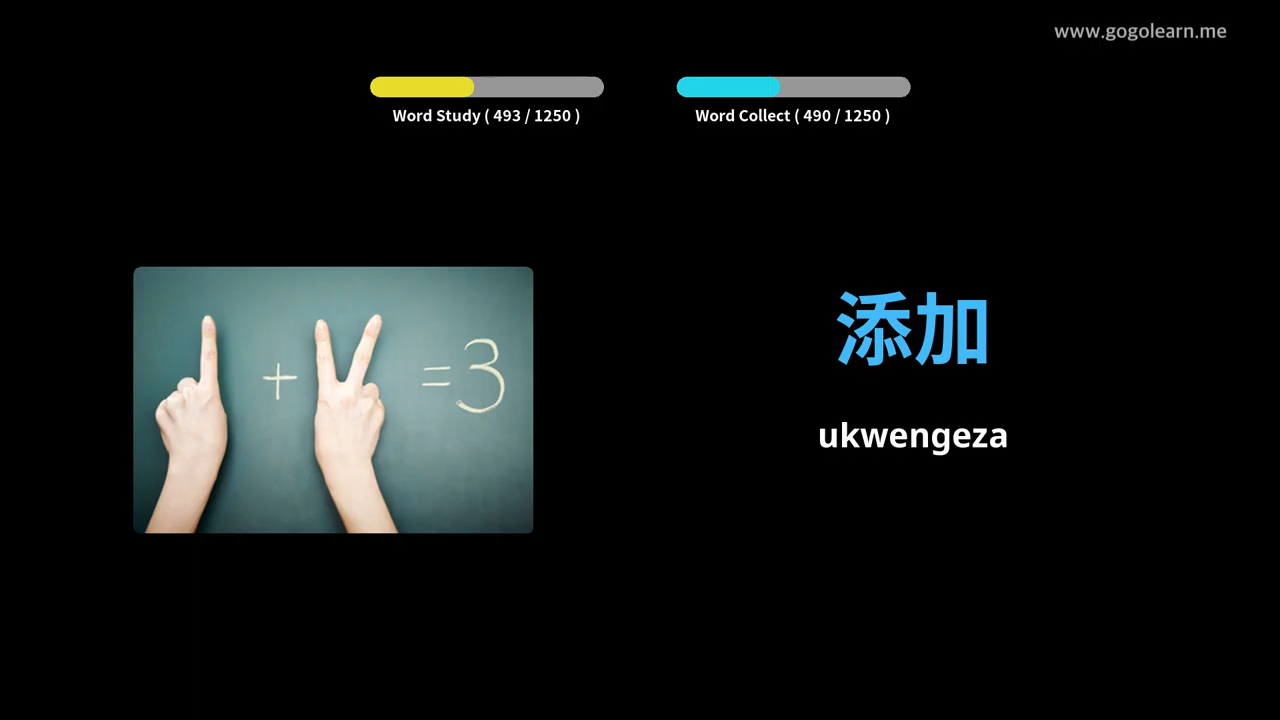 www.gogolearn.me
Word Study ( 493 / 1250 )
Word Collect ( 490 / 1250 )
+ =3
添加
ukwengeza